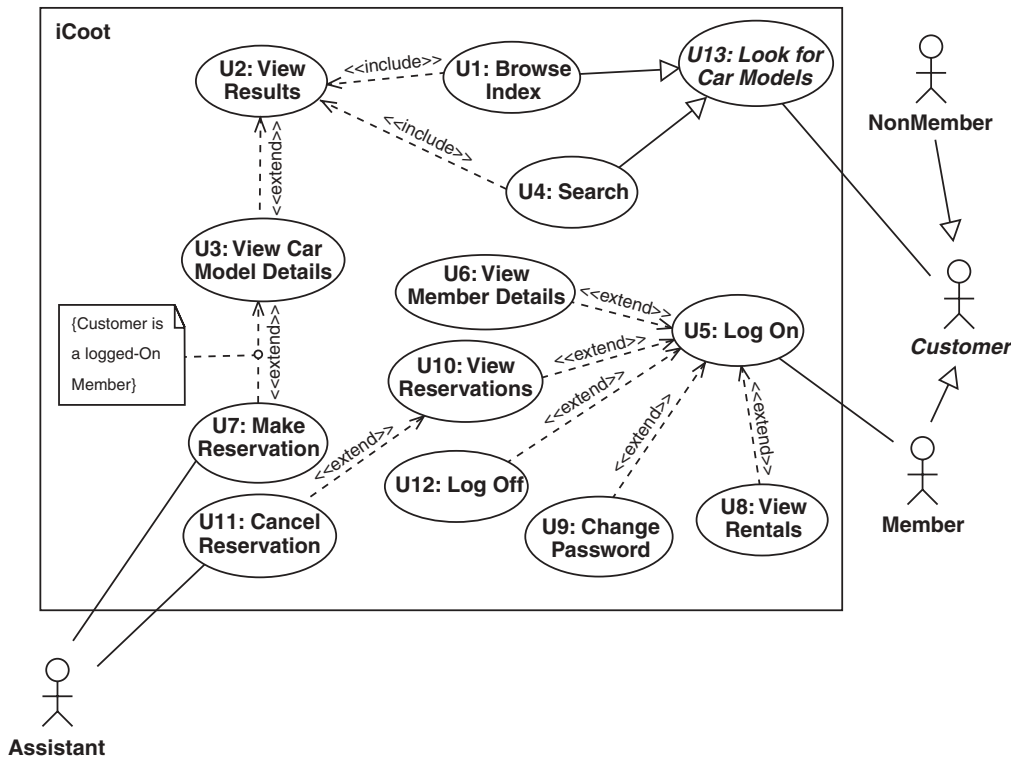 iCoot
U2: View
Results
<<include>>
U1: Browse
Index
U13: Look for
Car Models
NonMember
<<include>>
<<extend>>
U4: Search
U3: View Car
Model Details
U6: View
Member Details
<<extend>>
U5: Log On
Customer
{Customer is
a logged-On
Member}
<<extend>>
U10: View
Reservations
<<extend>>
<<extend>>
<<extend>>
<<extend>>
U7: Make
Reservation
<<extend>>
U12: Log Off
U11: Cancel
Reservation
U9: Change
Password
U8: View
Rentals
Member
Assistant